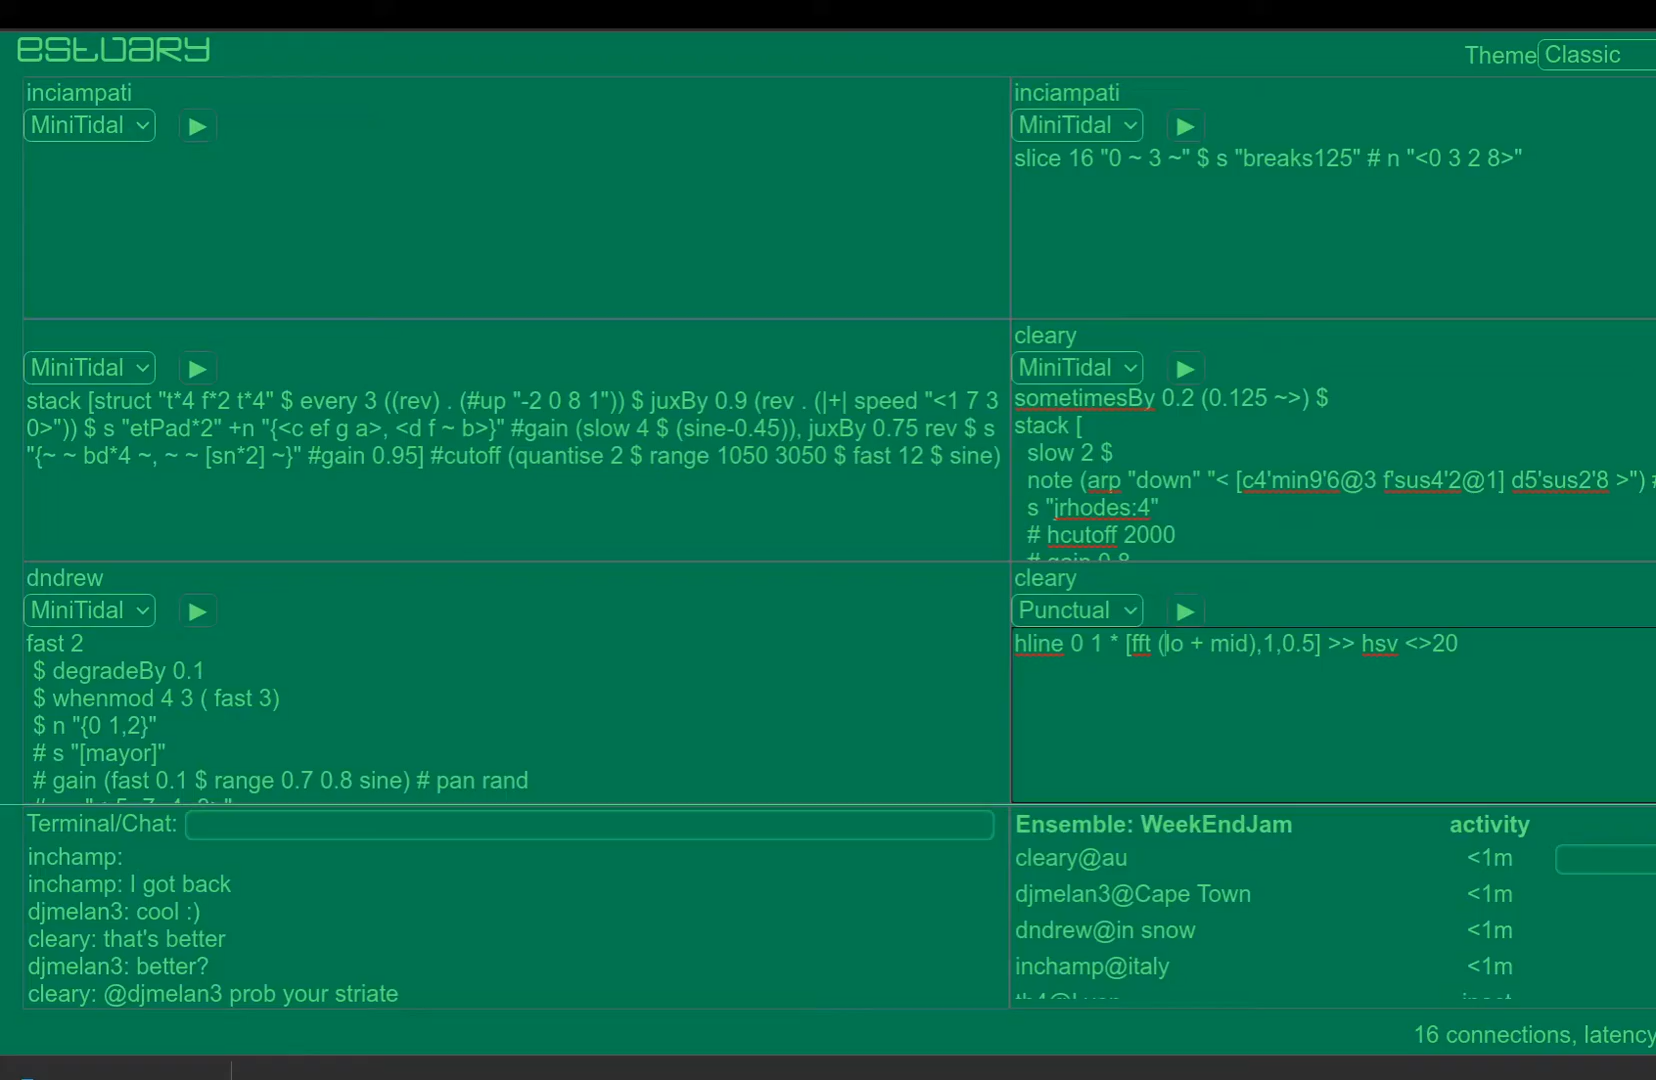 estuary
Theme Classic
inciampati
MiniTidal
inciampati
MiniTidal
slice 16 "0 ~ 3 ~" $ s "breaks125" # n "<0 3 2 8>"
MiniTidal
stack [struct "t*4 f*2 t*4" $ every 3 ((rev) . (#up "-2 0 8 1")) $ juxBy 0.9 (rev . (|+| speed "<1 7 3
0>")) $ s "etPad*2" +n "{<c ef g a>, <d f ~ b>}" #gain (slow 4 $ (sine-0.45)), juxBy 0.75 rev $ s
"{~ ~ bd*4 ~, ~ ~ [sn*2] ~}" #gain 0.95] #cutoff (quantise 2 $ range 1050 3050 $ fast 12 $ sine)
cleary
MiniTidal
sometimesBy 0.2 (0.125 ~>) $
stack [
slow 2 $
note (arp "down" "< [c4'min9'6@3 f'sus4'2@1] d5'sus2'8 >") #
s "jrhodes:4"
# hcutoff 2000
# gain 0.8
dndrew
MiniTidal
fast 2
$ degradeBy 0.1
$ whenmod 4 3 ( fast 3)
$ n "{0 1,2}"
# s "[mayor]"
# gain (fast 0.1 $ range 0.7 0.8 sine) # pan rand
cleary
Punctual
hline 0 1 * [fft (lo + mid),1,0.5] >> hsv <>20
Terminal/Chat:
inchamp:
inchamp: I got back
djmelan3: cool :)
cleary: that's better
djmelan3: better?
cleary: @djmelan3 prob your striate
Ensemble: WeekEndJam activity
cleary@au <1m
djmelan3@Cape Town <1m
dndrew@in snow <1m
inchamp@italy <1m
16 connections, latency